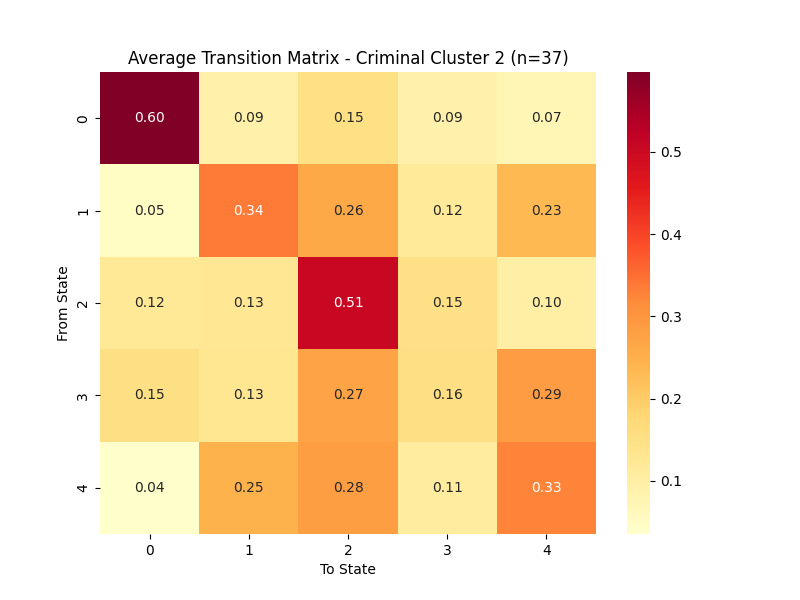 Average Transition Matrix - Criminal Cluster 2 (n=37)
0 0.60 0.09 0.15 0.09 0.07
1 0.05 0.34 0.26 0.12 0.23
2 0.12 0.13 0.51 0.15 0.10
3 0.15 0.13 0.27 0.16 0.29
4 0.04 0.25 0.28 0.11 0.33
0 1 2 3 4
To State
From State
0.5
0.4
0.3
0.2
0.1